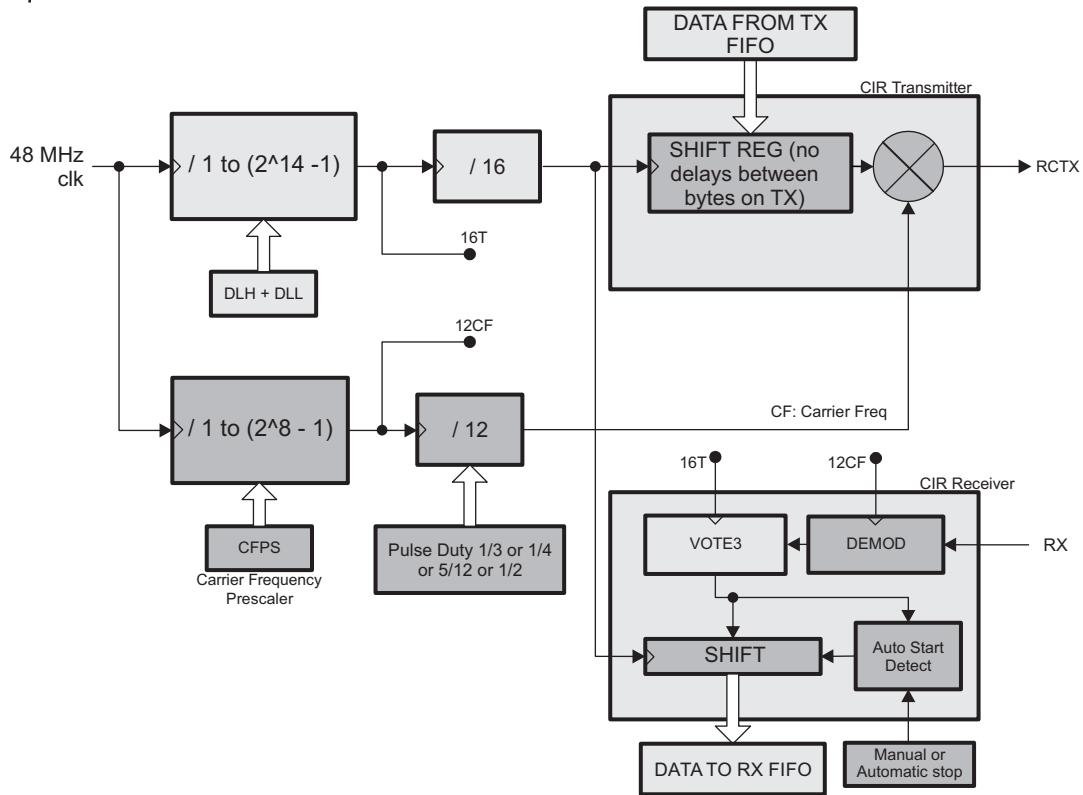 DATA FROM TX
FIFO
CIR Transmitter
48 MHz
clk
/ 1 to (2^14 -1)
/ 16
SHIFT REG (no
delays between
bytes on TX)
RCTX
16T
DLH + DLL
12CF
/ 1 to (2^8 - 1)
/ 12
CF: Carrier Freq
16T
12CF
CIR Receiver
CFPS
Carrier Frequency
Prescaler
Pulse Duty 1/3 or 1/4
or 5/12 or 1/2
VOTE3
DEMOD
RX
SHIFT
Auto Start
Detect
DATA TO RX FIFO
Manual or
Automatic stop